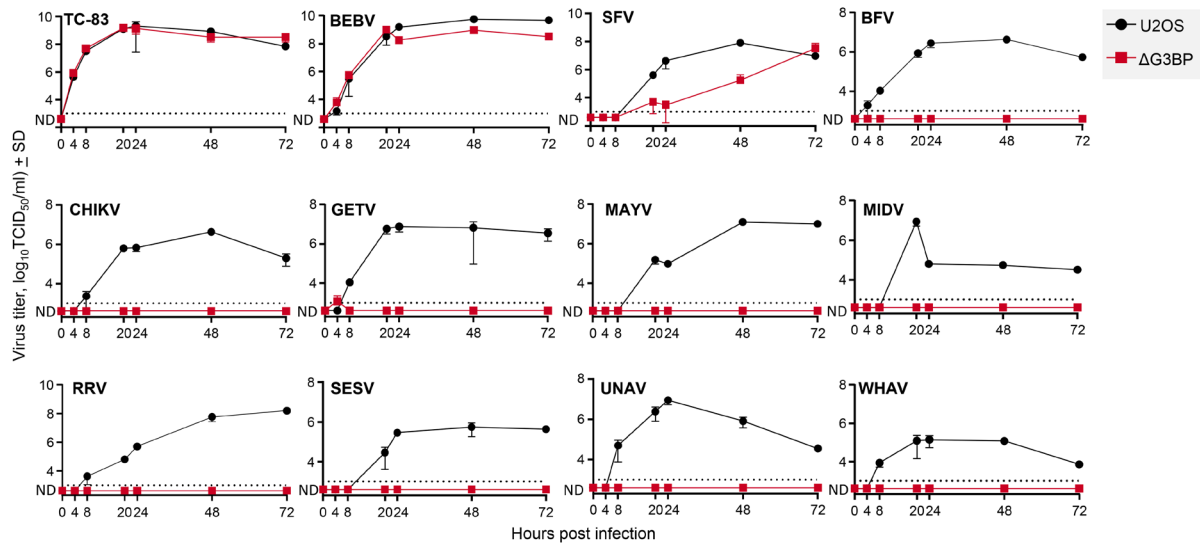 TC-83
BEBV
SFV
BFV
U2OS
ΔG3BP
10
8
6
4
ND
0 4 8 20 24 48 72
10
8
6
4
ND
0 4 8 20 24 48 72
10
8
6
4
ND
0 4 8 20 24 48 72
8
6
4
ND
0 4 8 20 24 48 72
Virus titer, log10TCID50/ml) ± SD
CHIKV
GETV
MAYV
MIDV
8
6
4
ND
0 4 8 20 24 48 72
8
6
4
ND
0 4 8 20 24 48 72
8
6
4
ND
0 4 8 20 24 48 72
8
6
4
ND
0 4 8 20 24 48 72
RRV
SESV
UNAV
WHAV
10
8
6
4
ND
0 4 8 20 24 48 72
8
6
4
ND
0 4 8 20 24 48 72
8
6
4
ND
0 4 8 20 24 48 72
8
6
4
ND
0 4 8 20 24 48 72
Hours post infection